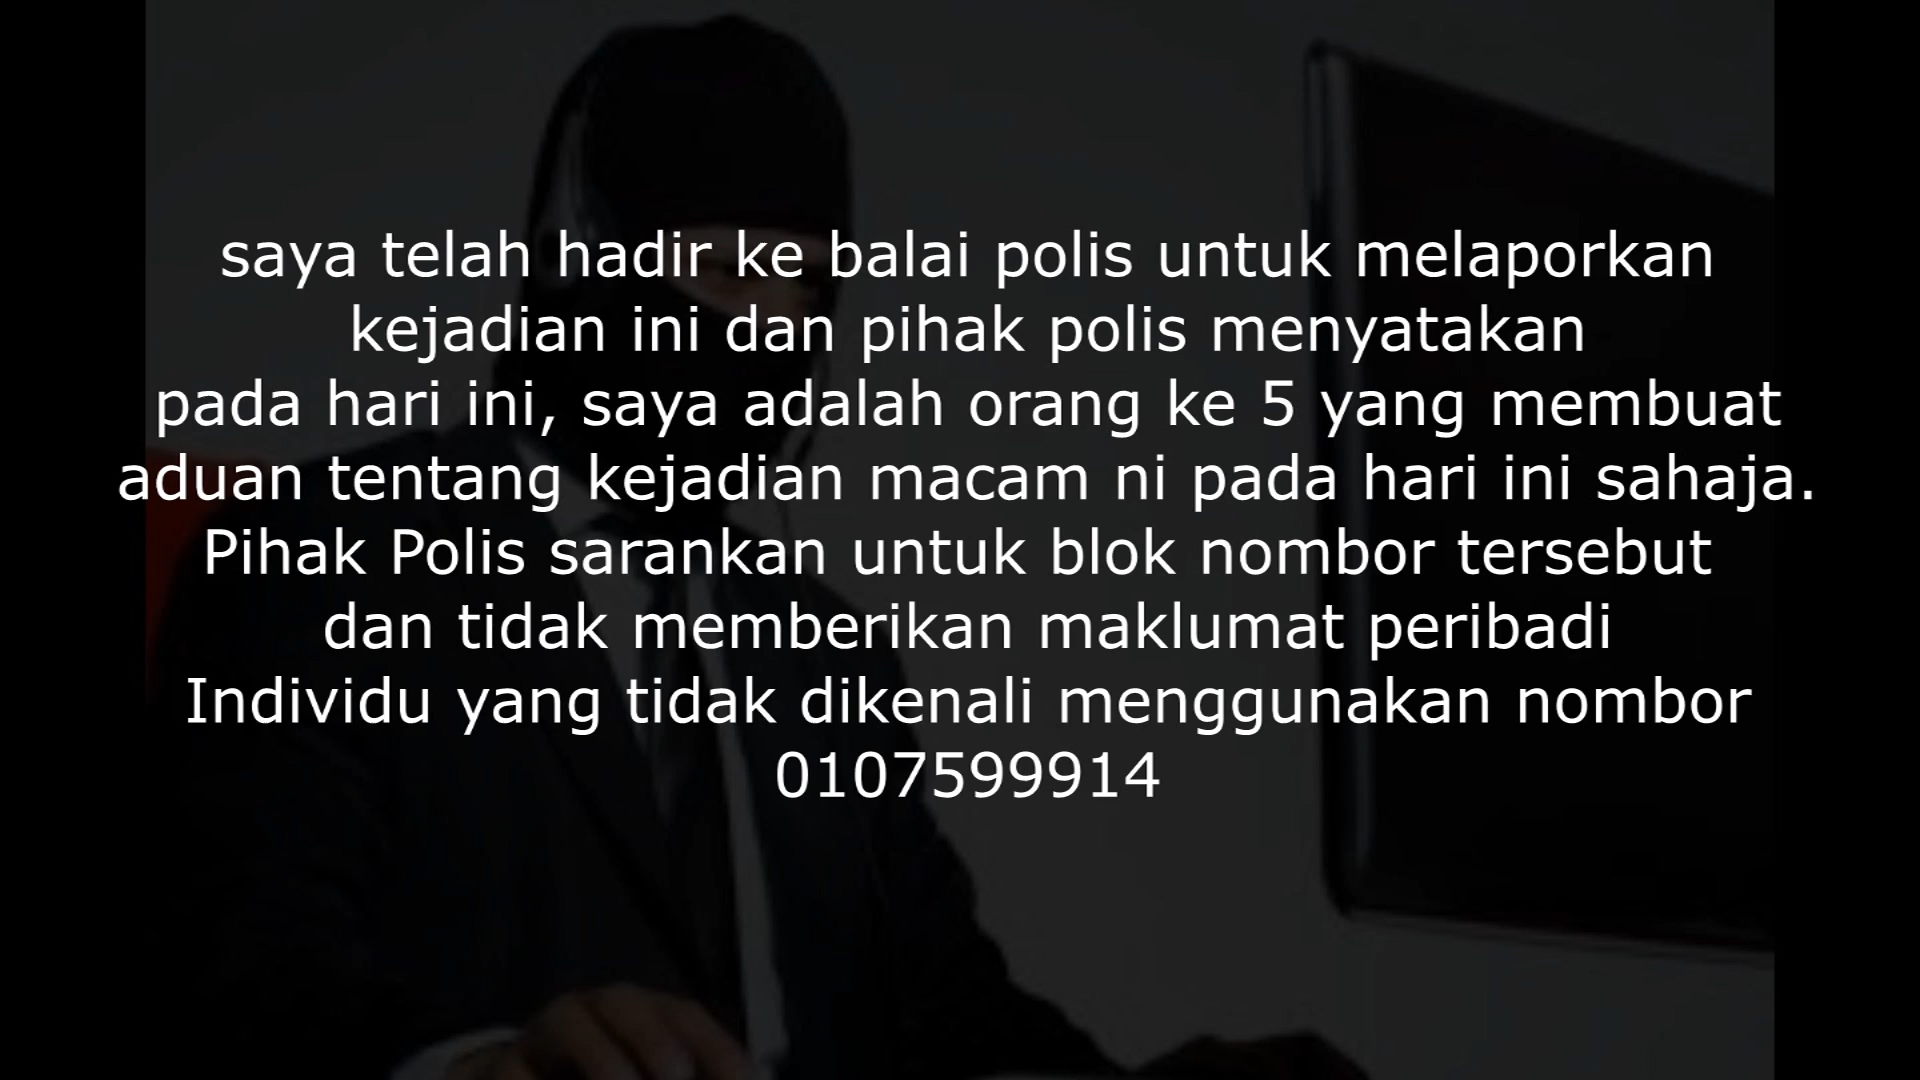 saya telah hadir ke balai polis untuk melaporkan
kejadian ini dan pihak polis menyatakan
pada hari ini, saya adalah orang ke 5 yang membuat
aduan tentang kejadian macam ni pada hari ini sahaja.
Pihak Polis sarankan untuk blok nombor tersebut
dan tidak memberikan maklumat peribadi
Individu yang tidak dikenali menggunakan nombor
0107599914